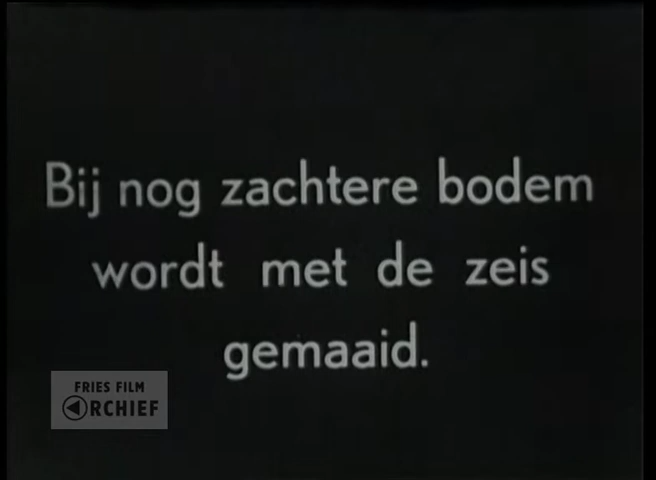 Bij nog zachtere bodem
wordt met de zeis
gemaaid.
FRIES FILM
ARCHIEF